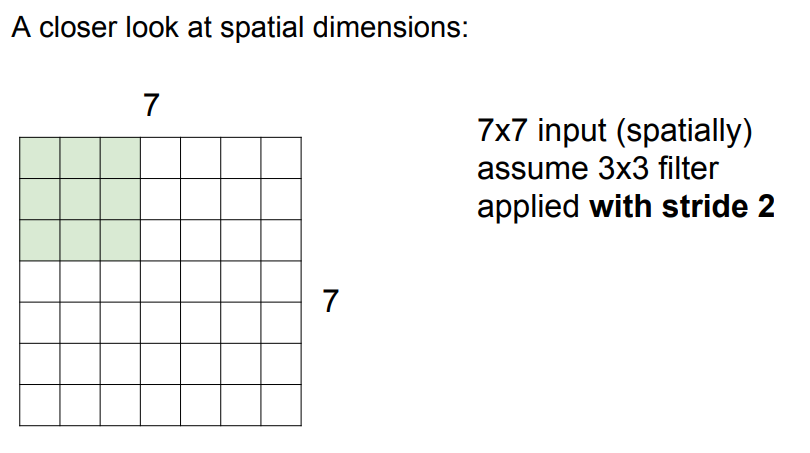 A closer look at spatial dimensions:
7
7x7 input (spatially)
assume 3x3 filter
applied with stride 2
7